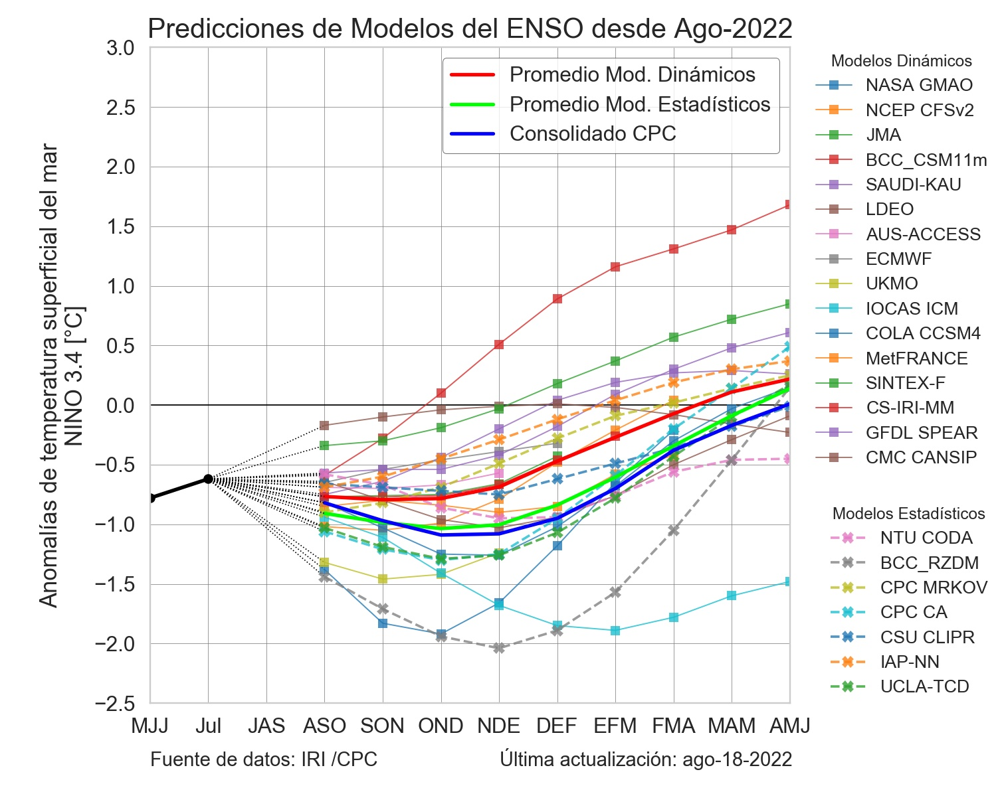 Predicciones de Modelos del ENSO desde Ago-2022
3.0
2.5
2.0
1.5
1.0
0.5
0.0
−0.5
−1.0
−1.5
−2.0
−2.5
Anomalías de temperatura superficial del mar
NINO 3.4 [°C]
Promedio Mod. Dinámicos
Promedio Mod. Estadísticos
Consolidado CPC
MJJ Jul JAS ASO SON OND NDE DEF EFM FMA MAM AMJ
Fuente de datos: IRI /CPC
Última actualización: ago-18-2022
Modelos Dinámicos
NASA GMAO
NCEP CFSv2
JMA
BCC_CSM11m
SAUDI-KAU
LDEO
AUS-ACCESS
ECMWF
UKMO
IOCAS ICM
COLA CCSM4
MetFRANCE
SINTEX-F
CS-IRI-MM
GFDL SPEAR
CMC CANSIP
Modelos Estadísticos
NTU CODA
BCC_RZDM
CPC MRKOV
CPC CA
CSU CLIPR
IAP-NN
UCLA-TCD